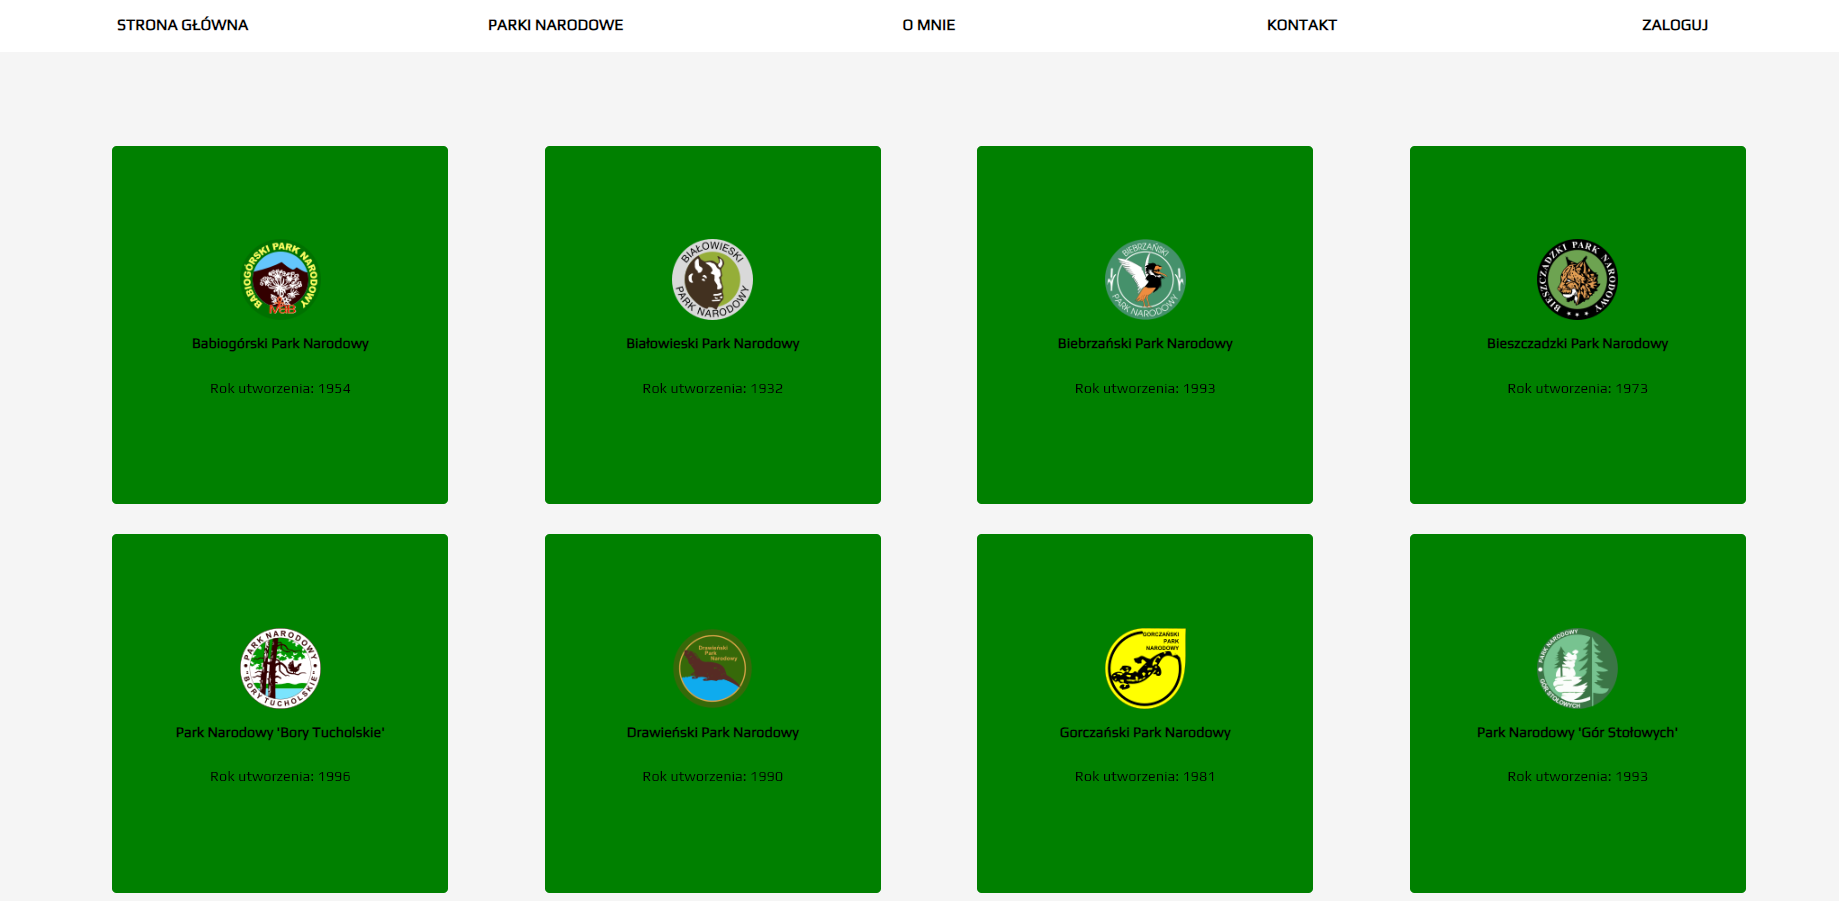 STRONA GŁÓWNA PARKI NARODOWE O MNIE KONTAKT ZALOGUJ
BABIOGÓRSKI PARK NARODOWY
Babiogórski Park Narodowy
Rok utworzenia: 1954
BIAŁOWIESKI
PARK NARODOWY
Białowieski Park Narodowy
Rok utworzenia: 1932
BIEBRZAŃSKI
PARK NARODOWY
Biebrzański Park Narodowy
Rok utworzenia: 1993
BIESZCZADZKI PARK NARODOWY
Bieszczadzki Park Narodowy
Rok utworzenia: 1973
PARK NARODOWY
"BORY TUCHOLSKIE"
Park Narodowy 'Bory Tucholskie'
Rok utworzenia: 1996
Drawieński
Park
Narodowy
Drawieński Park Narodowy
Rok utworzenia: 1990
GORCZAŃSKI
PARK
NARODOWY
Gorczański Park Narodowy
Rok utworzenia: 1981
PARK NARODOWY
GÓR STOŁOWYCH
Park Narodowy 'Gór Stołowych'
Rok utworzenia: 1993